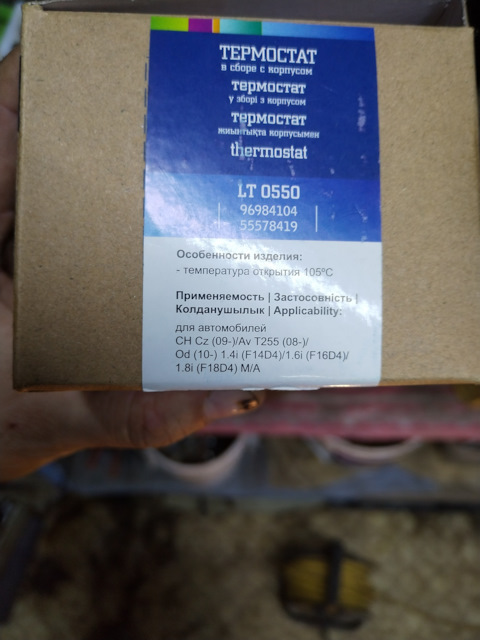 ТЕРМОСТАТ
в сборе с корпусом
термостат
у зборі з корпусом
термостат
жиынтықта корпусымен
thermostat
LT 0550
96984104
55578419
Особенности изделия:
- температура открытия 105ºС
Применяемость | Застосовність |
Колданушылык | Applicability:
для автомобилей
CH Cz (09-)/Av T255 (08-)/
Od (10-) 1.4i (F14D4)/1.6i (F16D4)/
1.8i (F18D4) M/A